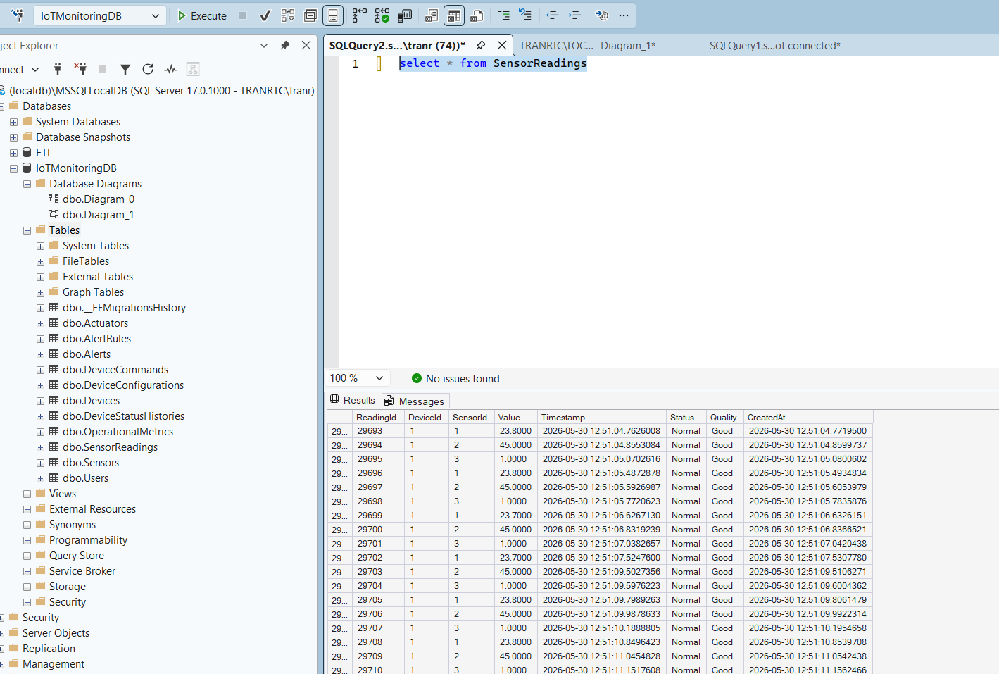 IoTMonitoringDB
Execute
ject Explorer
nnect
(localdb)\MSSQLLocalDB (SQL Server 17.0.1000 - TRANRTC\tranr)
Databases
System Databases
Database Snapshots
ETL
IoTMonitoringDB
Database Diagrams
dbo.Diagram_0
dbo.Diagram_1
Tables
System Tables
FileTables
External Tables
Graph Tables
dbo.__EFMigrationsHistory
dbo.Actuators
dbo.AlertRules
dbo.Alerts
dbo.DeviceCommands
dbo.DeviceConfigurations
dbo.Devices
dbo.DeviceStatusHistories
dbo.OperationalMetrics
dbo.SensorReadings
dbo.Sensors
dbo.Users
Views
External Resources
Synonyms
Programmability
Query Store
Service Broker
Storage
Security
Security
Server Objects
Replication
Management
SQLQuery2.s...\tranr (74))* TRANRTC\LOC...- Diagram_1* SQLQuery1.s...ot connected*
1 select * from SensorReadings
100 % No issues found
Results Messages
ReadingId DeviceId SensorId Value Timestamp Status Quality CreatedAt
29... 29693 1 1 23.8000 2026-05-30 12:51:04.7626008 Normal Good 2026-05-30 12:51:04.7719500
29... 29694 1 2 45.0000 2026-05-30 12:51:04.8553084 Normal Good 2026-05-30 12:51:04.8599737
29... 29695 1 3 1.0000 2026-05-30 12:51:05.0702616 Normal Good 2026-05-30 12:51:05.0800602
29... 29696 1 1 23.8000 2026-05-30 12:51:05.4872878 Normal Good 2026-05-30 12:51:05.4934834
29... 29697 1 2 45.0000 2026-05-30 12:51:05.5926987 Normal Good 2026-05-30 12:51:05.6053979
29... 29698 1 3 1.0000 2026-05-30 12:51:05.7720623 Normal Good 2026-05-30 12:51:05.7835876
29... 29699 1 1 23.7000 2026-05-30 12:51:06.6267130 Normal Good 2026-05-30 12:51:06.6326151
29... 29700 1 2 45.0000 2026-05-30 12:51:06.8319239 Normal Good 2026-05-30 12:51:06.8366521
29... 29701 1 3 1.0000 2026-05-30 12:51:07.0382657 Normal Good 2026-05-30 12:51:07.0420438
29... 29702 1 1 23.7000 2026-05-30 12:51:07.5247600 Normal Good 2026-05-30 12:51:07.5307780
29... 29703 1 2 45.0000 2026-05-30 12:51:09.5027356 Normal Good 2026-05-30 12:51:09.5106271
29... 29704 1 3 1.0000 2026-05-30 12:51:09.5976223 Normal Good 2026-05-30 12:51:09.6004362
29... 29705 1 1 23.8000 2026-05-30 12:51:09.7989263 Normal Good 2026-05-30 12:51:09.8061479
29... 29706 1 2 45.0000 2026-05-30 12:51:09.9878633 Normal Good 2026-05-30 12:51:09.9922314
29... 29707 1 3 1.0000 2026-05-30 12:51:10.1888805 Normal Good 2026-05-30 12:51:10.1954658
29... 29708 1 1 23.8000 2026-05-30 12:51:10.8496423 Normal Good 2026-05-30 12:51:10.8539708
29... 29709 1 2 45.0000 2026-05-30 12:51:11.0454828 Normal Good 2026-05-30 12:51:11.0542438
29... 29710 1 3 1.0000 2026-05-30 12:51:11.1517608 Normal Good 2026-05-30 12:51:11.1562466